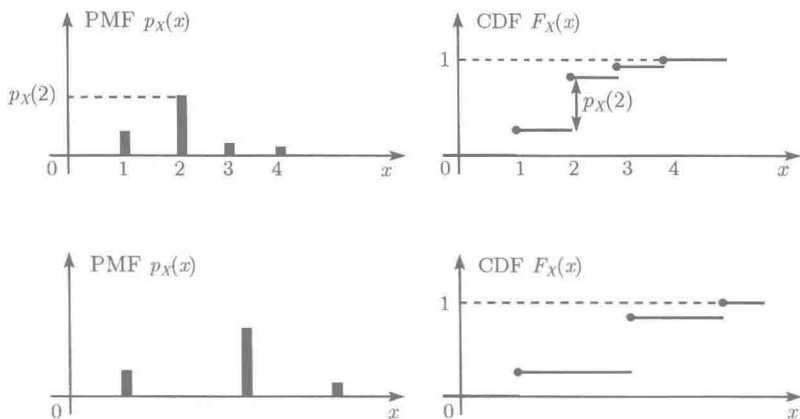 PMF p_X(x)
p_X(2)
0 1 2 3 4 x
CDF F_X(x)
1
p_X(2)
0 1 2 3 4 x
PMF p_X(x)
0 x
CDF F_X(x)
1
0 x